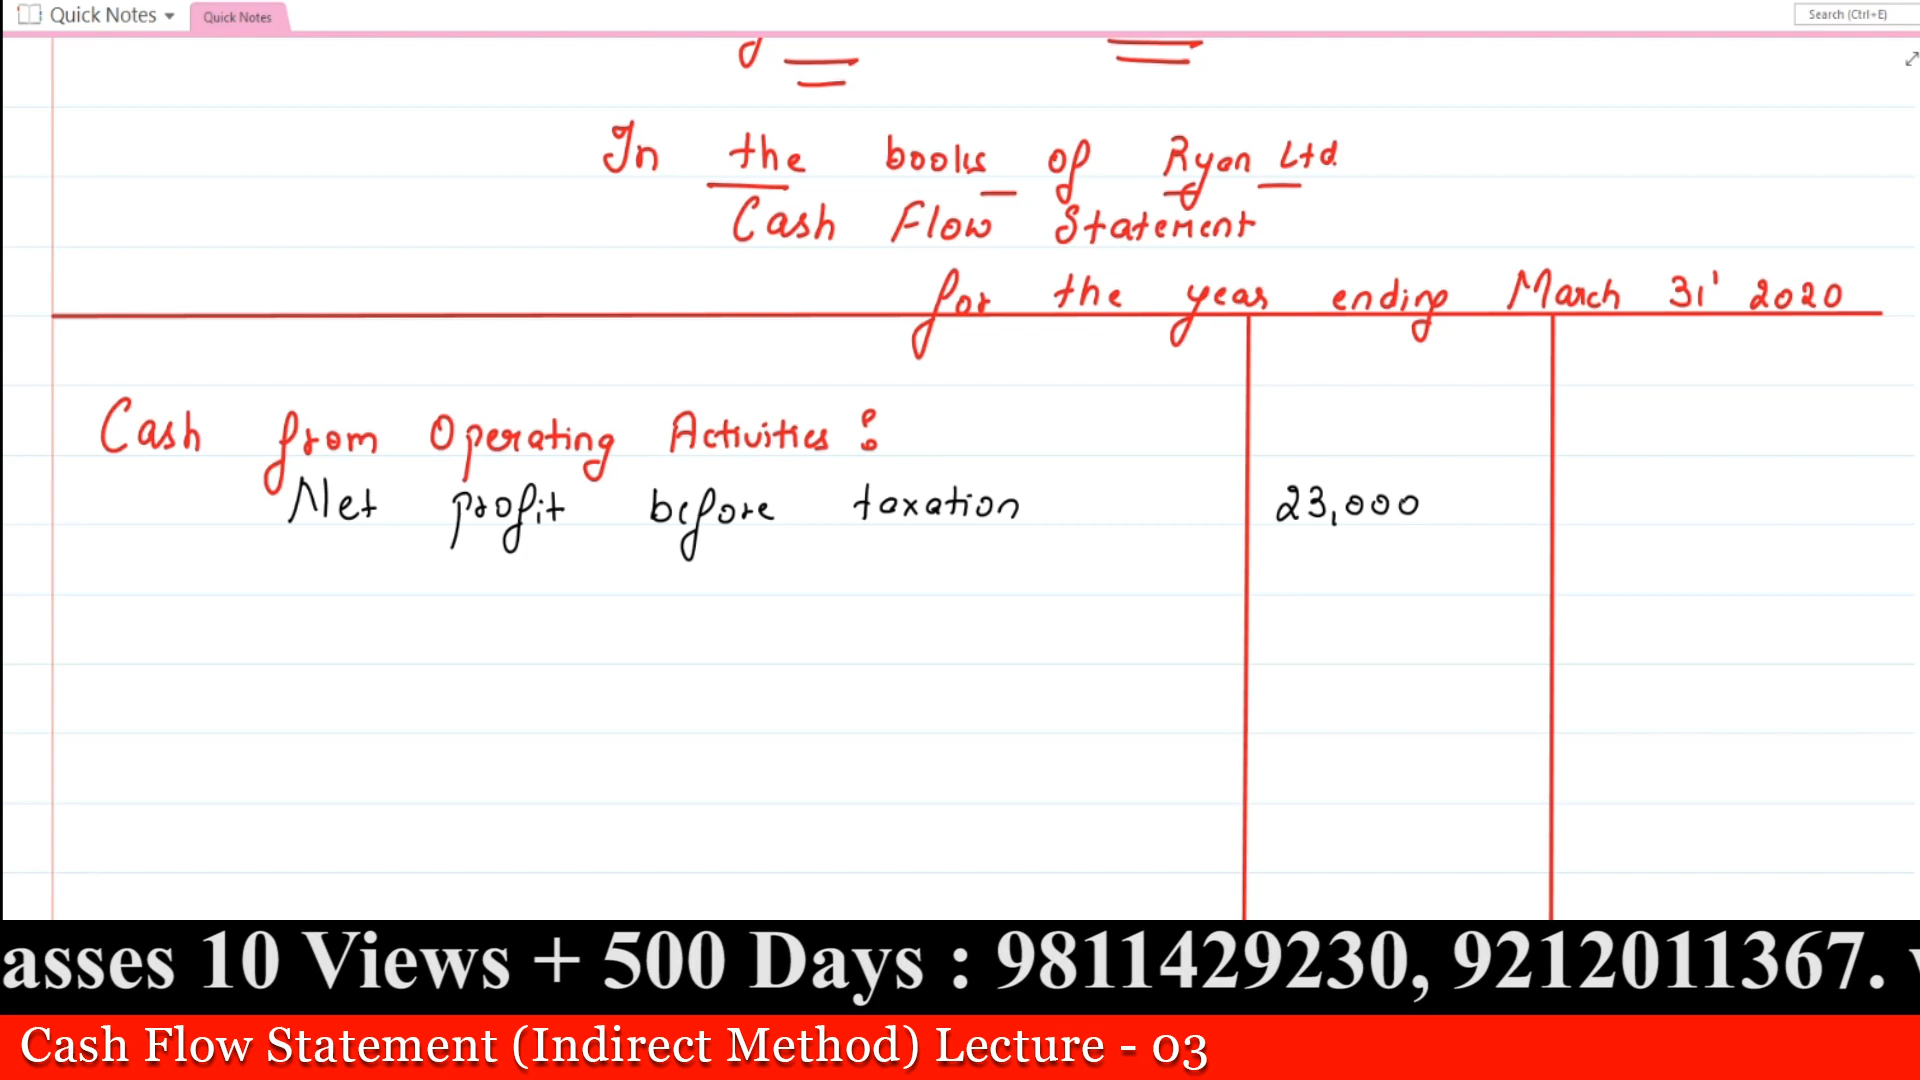 Quick Notes
Quick Notes
Search (Ctrl+E)
In the books of Ryan Ltd.
Cash Flow Statement
for the year ending March 31' 2020
Cash from Operating Activities :
Net profit before taxation 23,000
asses 10 Views + 500 Days : 9811429230, 9212011367.
Cash Flow Statement (Indirect Method) Lecture - 03